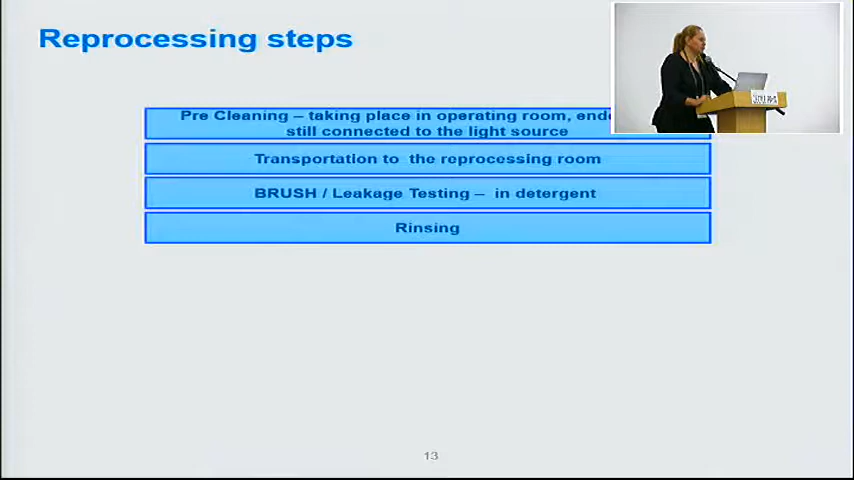 Reprocessing steps
Pre Cleaning – taking place in operating room,
still connected to the light source
Transportation to the reprocessing room
BRUSH / Leakage Testing – in detergent
Rinsing
13